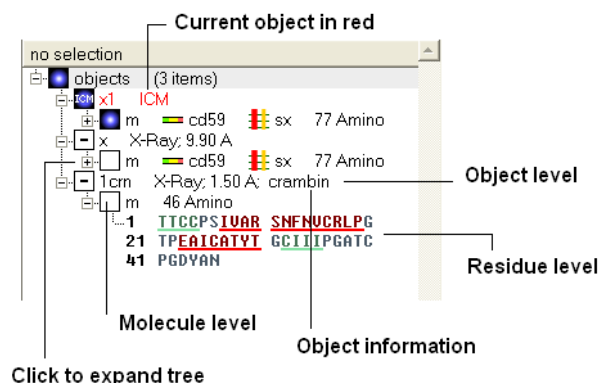 Current object in red
no selection
objects (3 items)
ICM x1 ICM
m cd59 sx 77 Amino
x X-Ray; 9.90 A
m cd59 sx 77 Amino
1crn X-Ray; 1.50 A; crambin
Object level
m 46 Amino
1 TTCCPSIVAR SNFNVCRLPG
21 TPEAICATYT GCIIIPGATC
41 PGDYAN
Residue level
Molecule level
Object information
Click to expand tree